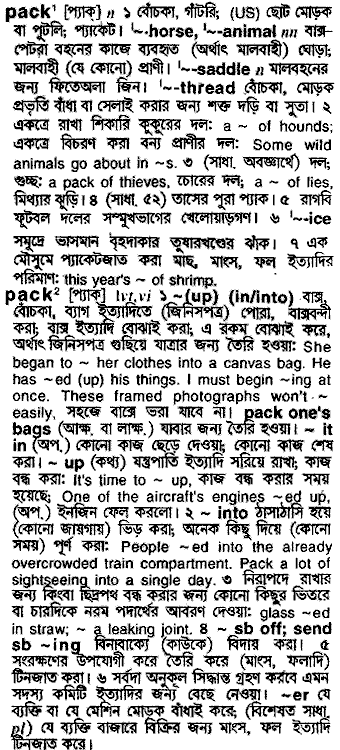 pack¹ [প্যাক্] n ১ বোঁচকা, গাঁটরি; (US) ছোট মোড়ক
বা পুটলি; প্যাকেট। ˈ~-horse, ˈ~-animal nn বাক্স-
পেটরা বহনের কাজে ব্যবহৃত (অর্থাৎ মালবাহী) ঘোড়া;
মালবাহী (যে কোনো) প্রাণী। ˈ~-saddle n মালবহনের
জন্য ফিতেঅলা জিন। ˈ~-thread বোঁচকা, মোড়ক
প্রভৃতি বাঁধা বা সেলাই করার জন্য শক্ত দড়ি বা সুতা। ২
একত্রে রাখা শিকারি কুকুরের দল: a ~ of hounds;
একত্রে বিচরণ করা বন্য প্রাণীর দল: Some wild
animals go about in ~s. ৩ (সাধা. অবজ্ঞার্থে) দল;
গুচ্ছ: a pack of thieves, চোরের দল; a ~ of lies,
মিথ্যার ঝুড়ি। ৪ (সাধা. ৫২) তাসের পুরা প্যাক। ৫ রাগবি
ফুটবল দলের সম্মুখভাগের খেলোয়াড়গণ। ৬ ˈ~-ice
সমুদ্রে ভাসমান বৃহদাকার তুষারখণ্ডের ঝাঁক। ৭ এক
মৌসুমে প্যাকেটজাত করা মাছ, মাংস, ফল ইত্যাদির
পরিমাণ: this year's ~ of shrimp.
pack² [প্যাক্] vt,vi ১ ~(up) (in/into) বাক্স,
বোঁচকা, ব্যাগ ইত্যাদিতে (জিনিসপত্র) পোরা, বাক্সবন্দী
করা; বাক্স ইত্যাদি বোঝাই করা; এ রকম বোঝাই করে,
অর্থাৎ জিনিসপত্র গুছিয়ে যাত্রার জন্য তৈরি হওয়া: She
began to ~ her clothes into a canvas bag. He
has ~ed (up) his things. I must begin ~ing at
once. These framed photographs won't ~
easily, সহজে বাক্সে ভরা যাবে না। pack one's
bags (আক্ষ. বা লাক্ষ.) যাবার জন্য তৈরি হওয়া। ~ it
in (অপ.) কোনো কাজ ছেড়ে দেওয়া; কোনো কাজ শেষ
করা। ~ up (কথ্য) যন্ত্রপাতি ইত্যাদি সরিয়ে রাখা; কাজ
বন্ধ করা: It's time to ~ up, কাজ বন্ধ করার সময়
হয়েছে; One of the aircraft's engines ~ed up,
(অপ.) ইনজিন ফেল করলো। ২ ~ into ঠাসাঠাসি হয়ে
(কোনো জায়গায়) ভিড় করা; অনেক কিছু দিয়ে (কোনো
সময়) পূর্ণ করা: People ~ed into the already
overcrowded train compartment. Pack a lot of
sightseeing into a single day. ৩ নিরাপদে রাখার
জন্য কিংবা ছিদ্রপথ বন্ধ করার জন্য কোনো কিছুর ভিতরে
বা চারদিকে নরম পদার্থের আবরণ দেওয়া: glass ~ed
in straw; ~ a leaking joint. ৪ ~ sb off; send
sb ~ing বিনাবাক্যে (কাউকে) বিদায় করা। ৫
সংরক্ষণের উপযোগী করে তৈরি করে (মাংস, ফলাদি)
টিনজাত করা। ৬ সর্বদা অনুকূল সিদ্ধান্ত গ্রহণ করবে এমন
সদস্য কমিটি ইত্যাদির জন্য বেছে নেওয়া। ~er যে
ব্যক্তি বা যে মেশিন মোড়ক বাঁধাই করে; (বিশেষত সাধা,
pl) যে ব্যক্তি বাজারে বিক্রির জন্য মাংস, ফল ইত্যাদি
টিনজাত করে।